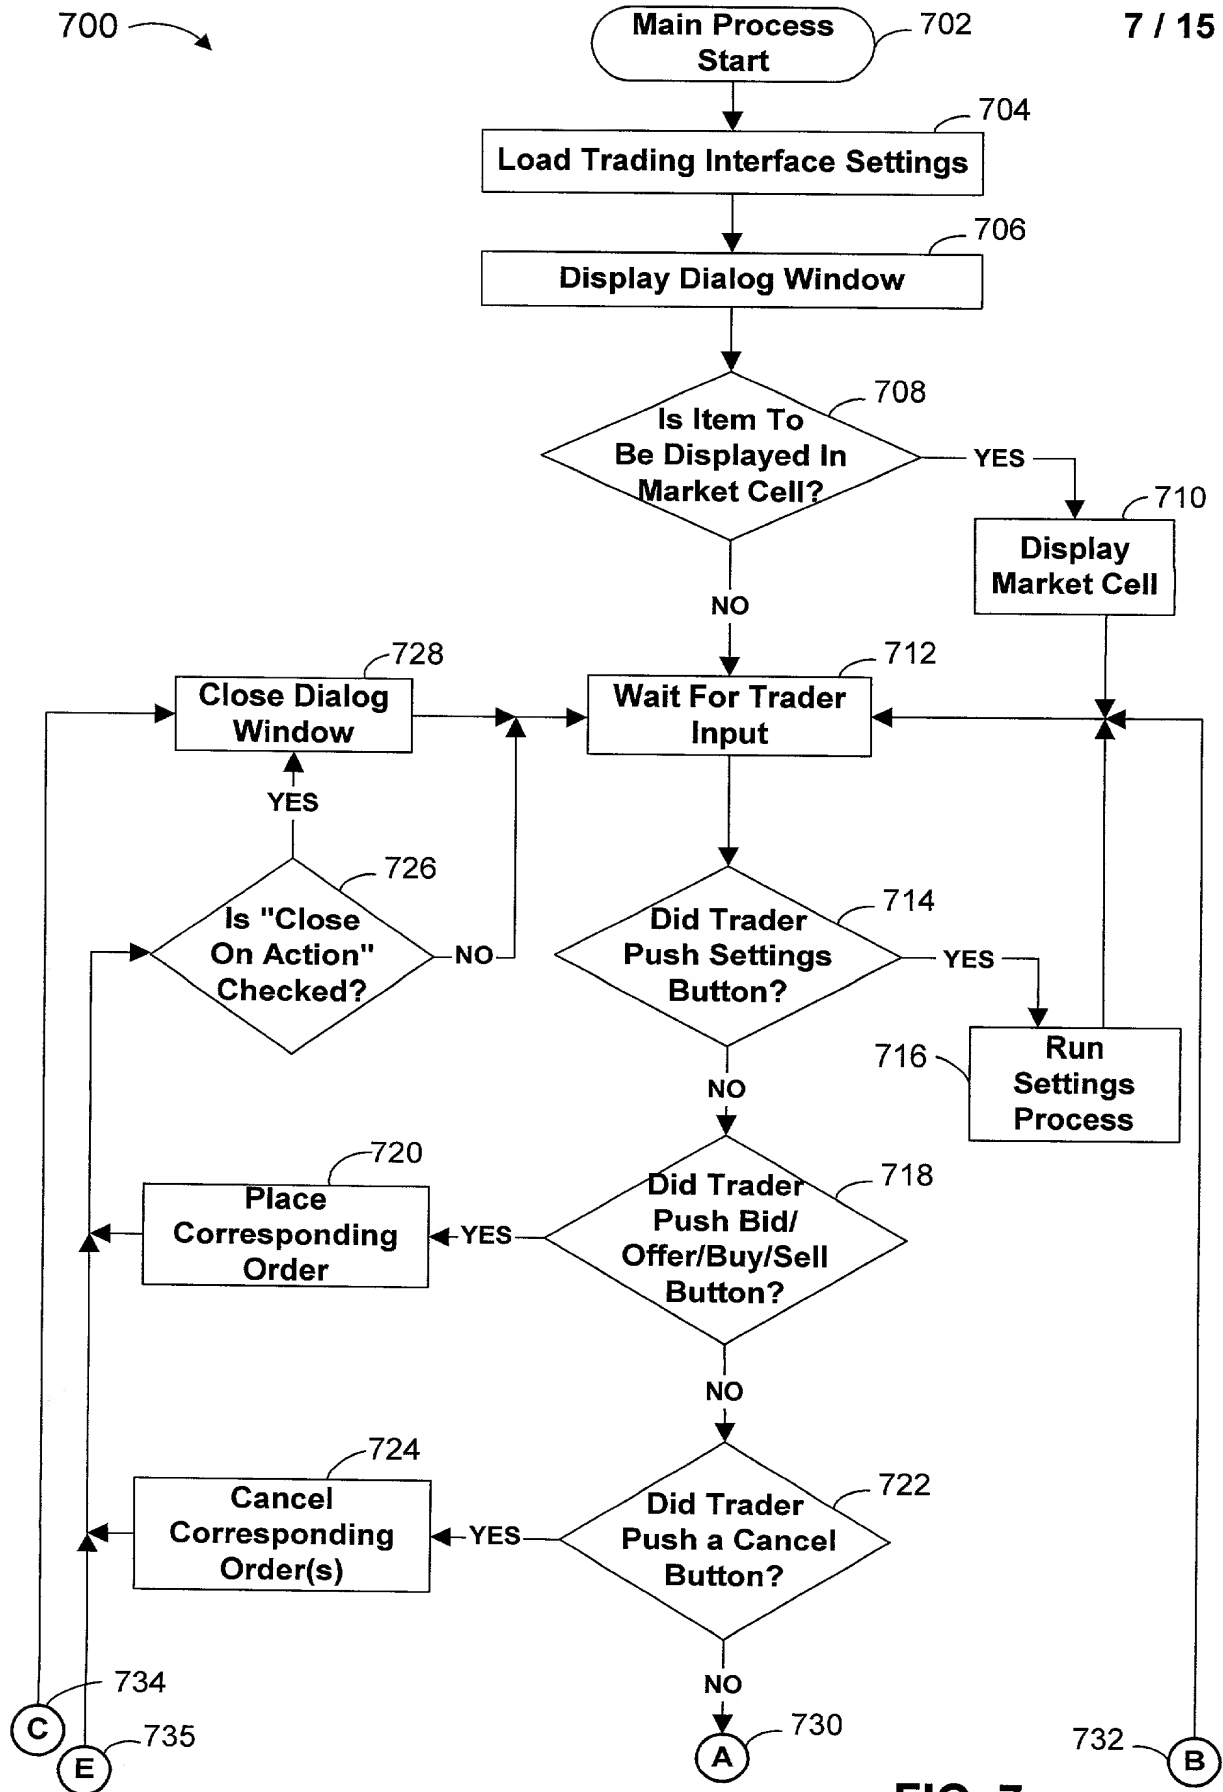 700
7 / 15
Main Process
Start
702
704
Load Trading Interface Settings
706
Display Dialog Window
708
Is Item To
Be Displayed In
Market Cell?
YES
710
Display
Market Cell
NO
728
Close Dialog
Window
712
Wait For Trader
Input
YES
726
Is "Close
On Action"
Checked?
NO
714
Did Trader
Push Settings
Button?
YES
716
Run
Settings
Process
NO
720
Place
Corresponding
Order
YES
718
Did Trader
Push Bid/
Offer/Buy/Sell
Button?
NO
724
Cancel
Corresponding
Order(s)
YES
722
Did Trader
Push a Cancel
Button?
NO
734
C
735
E
730
A
732
B
FIG. 7